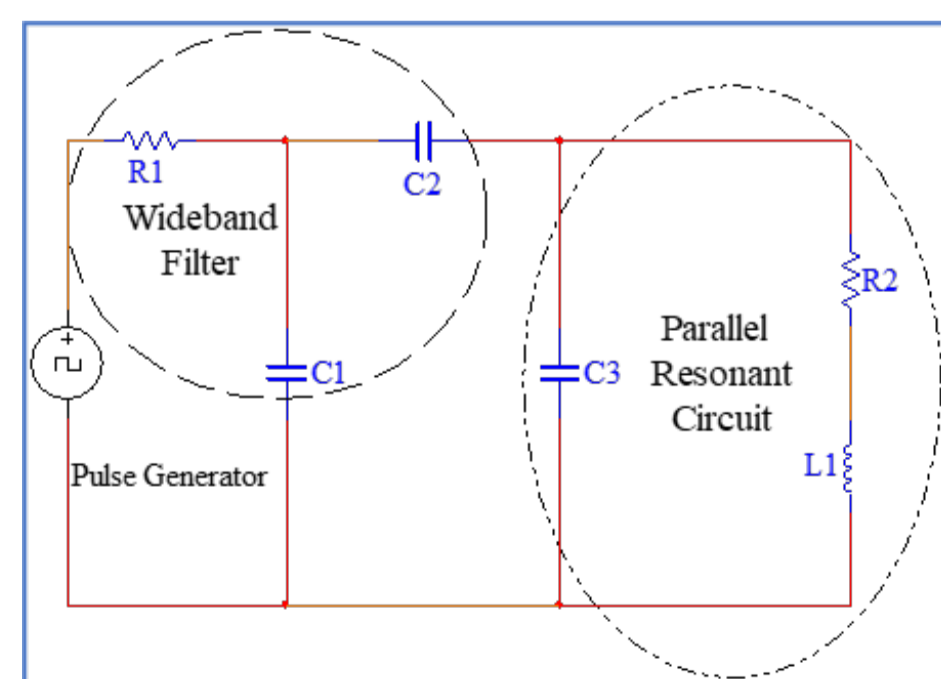 R1
C2
Wideband
Filter
R2
Parallel
Resonant
Circuit
C1
C3
L1
Pulse Generator